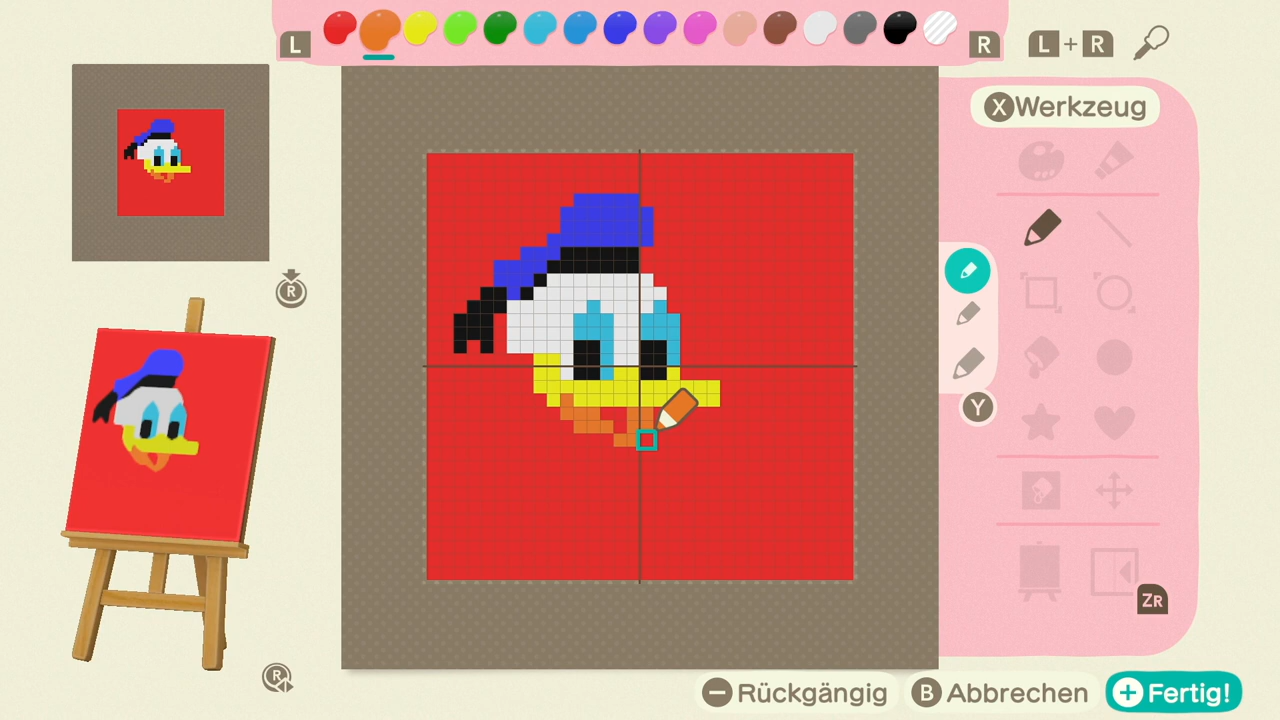 L
R
L+R
X Werkzeug
R
Y
ZR
R
− Rückgängig
B Abbrechen
+ Fertig!